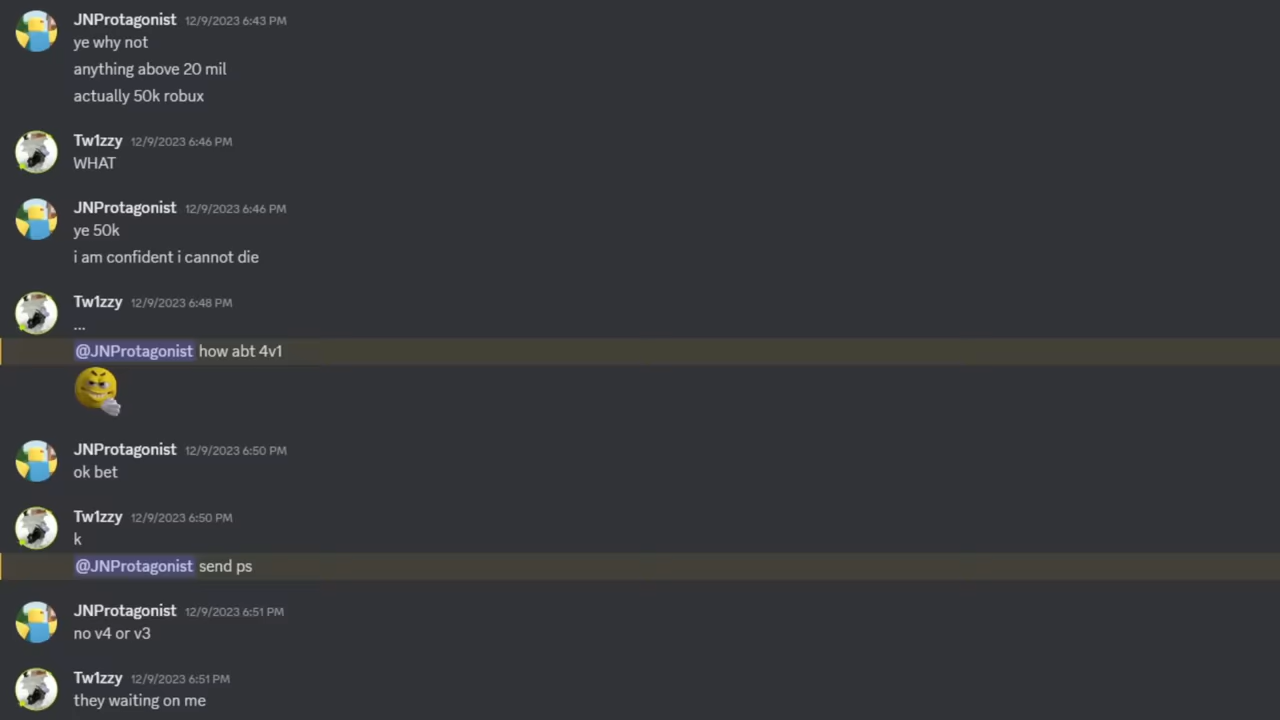 JNProtagonist 12/9/2023 6:43 PM
ye why not
anything above 20 mil
actually 50k robux
Tw1zzy 12/9/2023 6:46 PM
WHAT
JNProtagonist 12/9/2023 6:46 PM
ye 50k
i am confident i cannot die
Tw1zzy 12/9/2023 6:48 PM
...
@JNProtagonist how abt 4v1
JNProtagonist 12/9/2023 6:50 PM
ok bet
Tw1zzy 12/9/2023 6:50 PM
k
@JNProtagonist send ps
JNProtagonist 12/9/2023 6:51 PM
no v4 or v3
Tw1zzy 12/9/2023 6:51 PM
they waiting on me